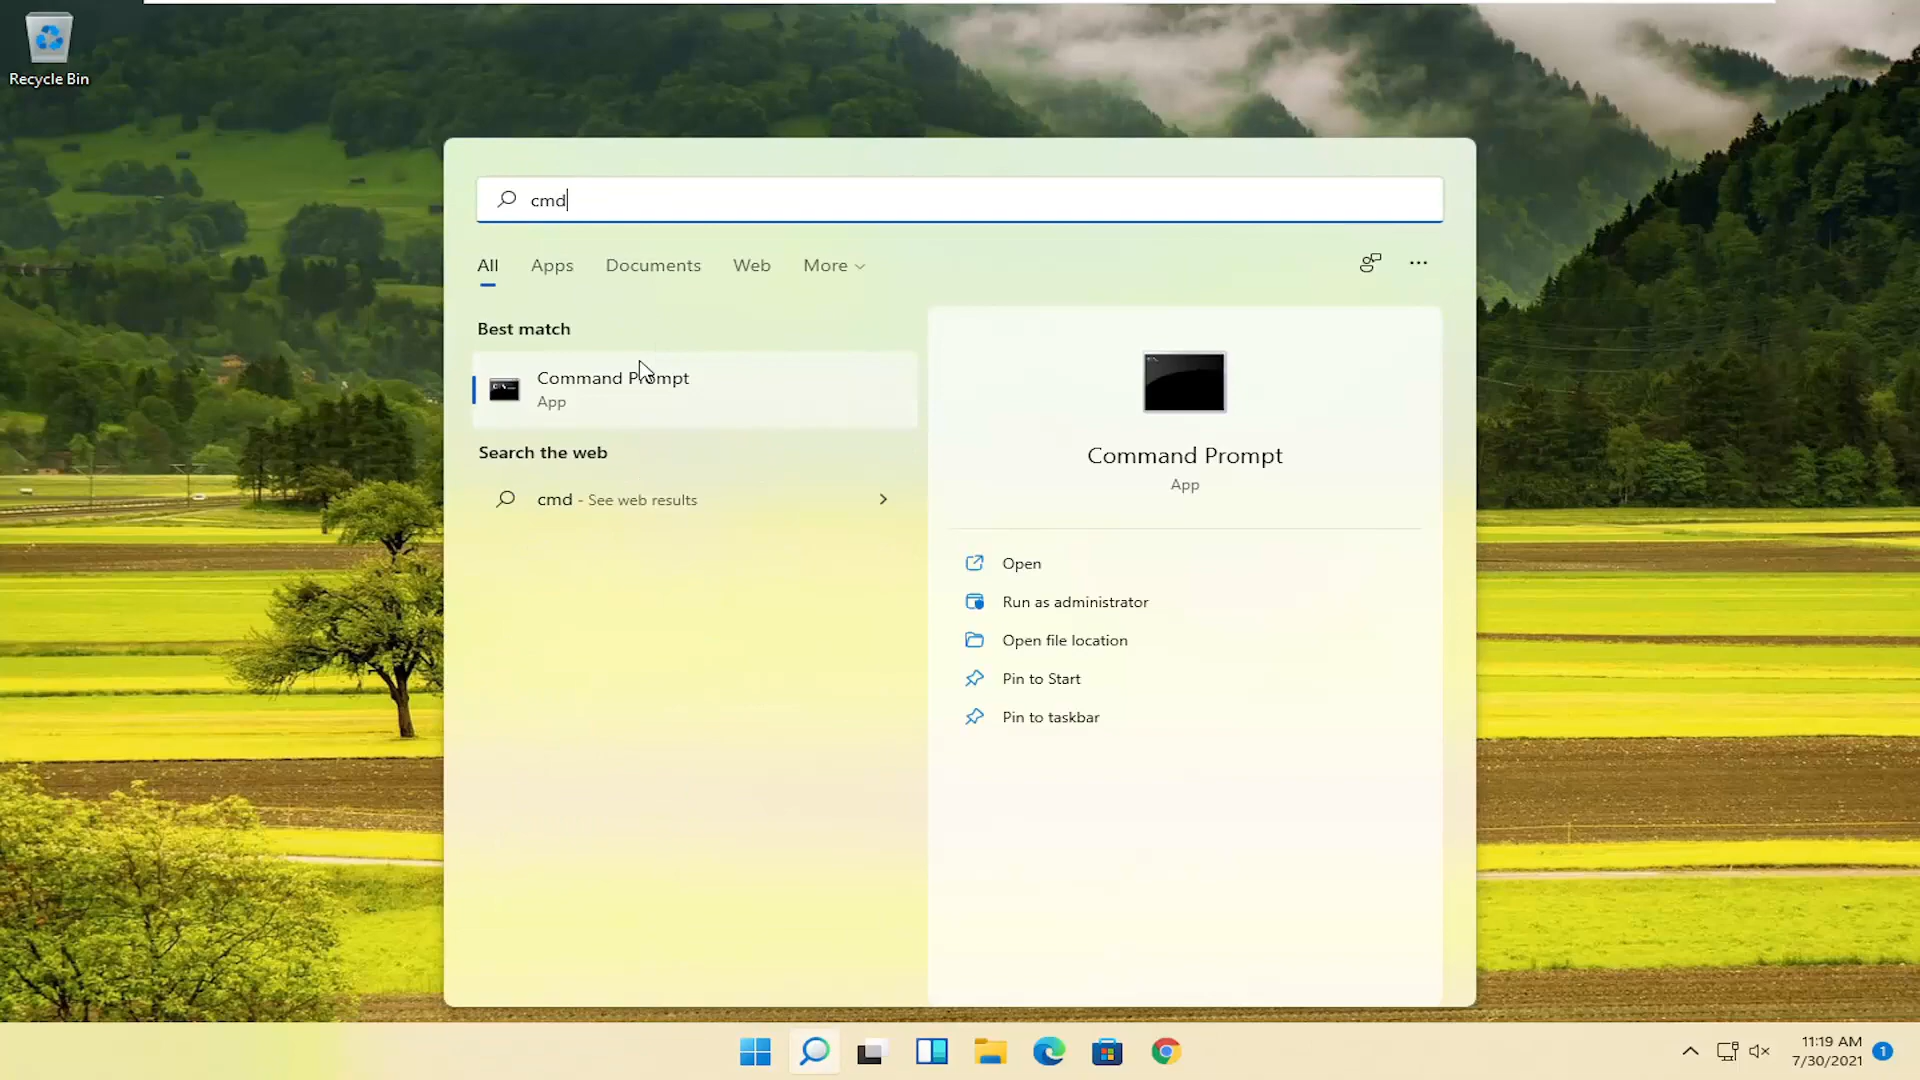 Recycle Bin
cmd
All
Apps
Documents
Web
More
Best match
Command Prompt
App
Search the web
cmd - See web results
Command Prompt
App
Open
Run as administrator
Open file location
Pin to Start
Pin to taskbar
11:19 AM
7/30/2021
1